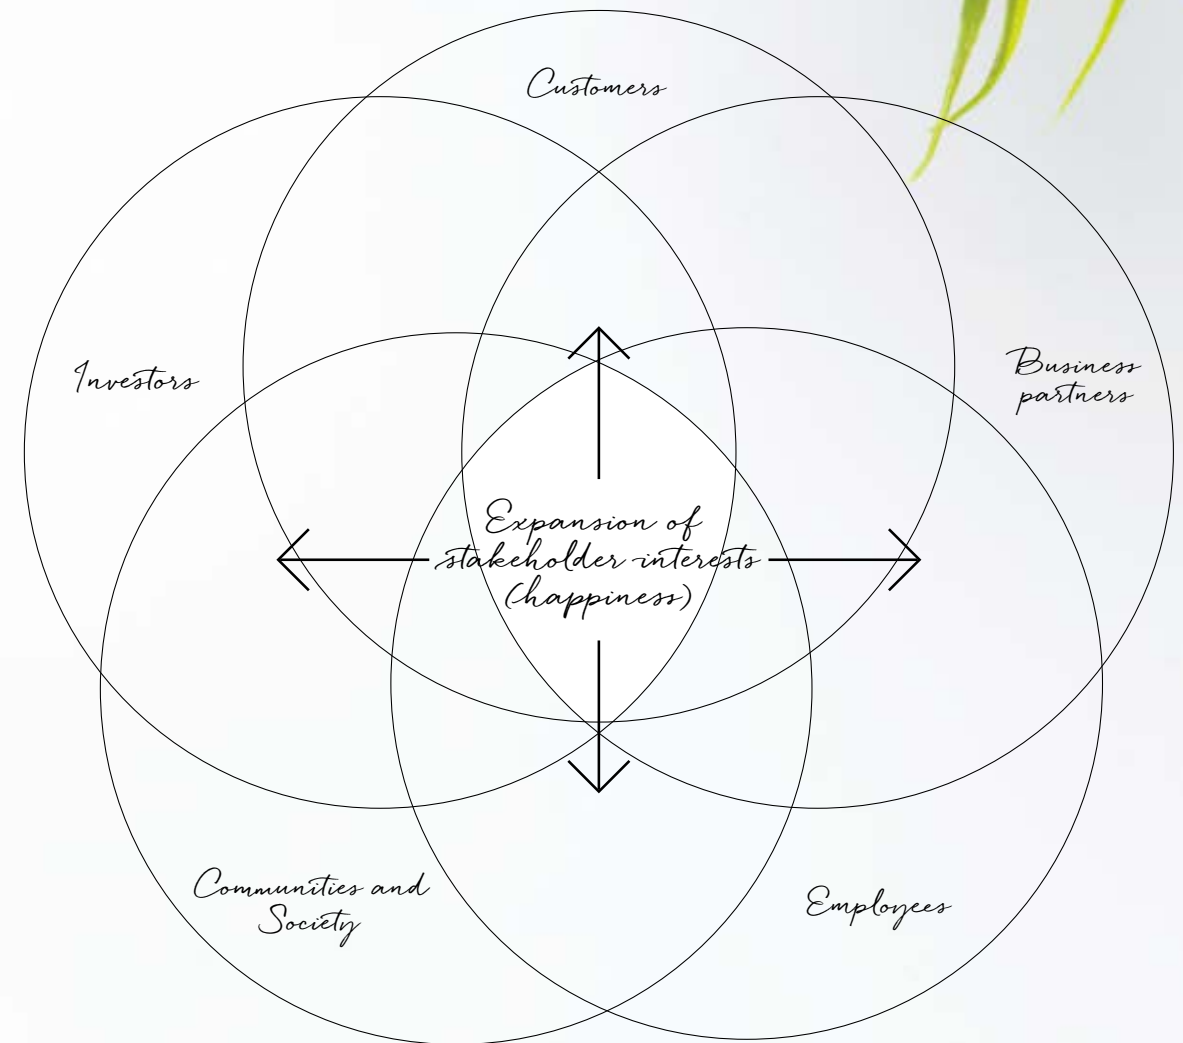 Customers
Investors
Business
partners
Expansion of
stakeholder interests
(happiness)
Communities and
Society
Employees